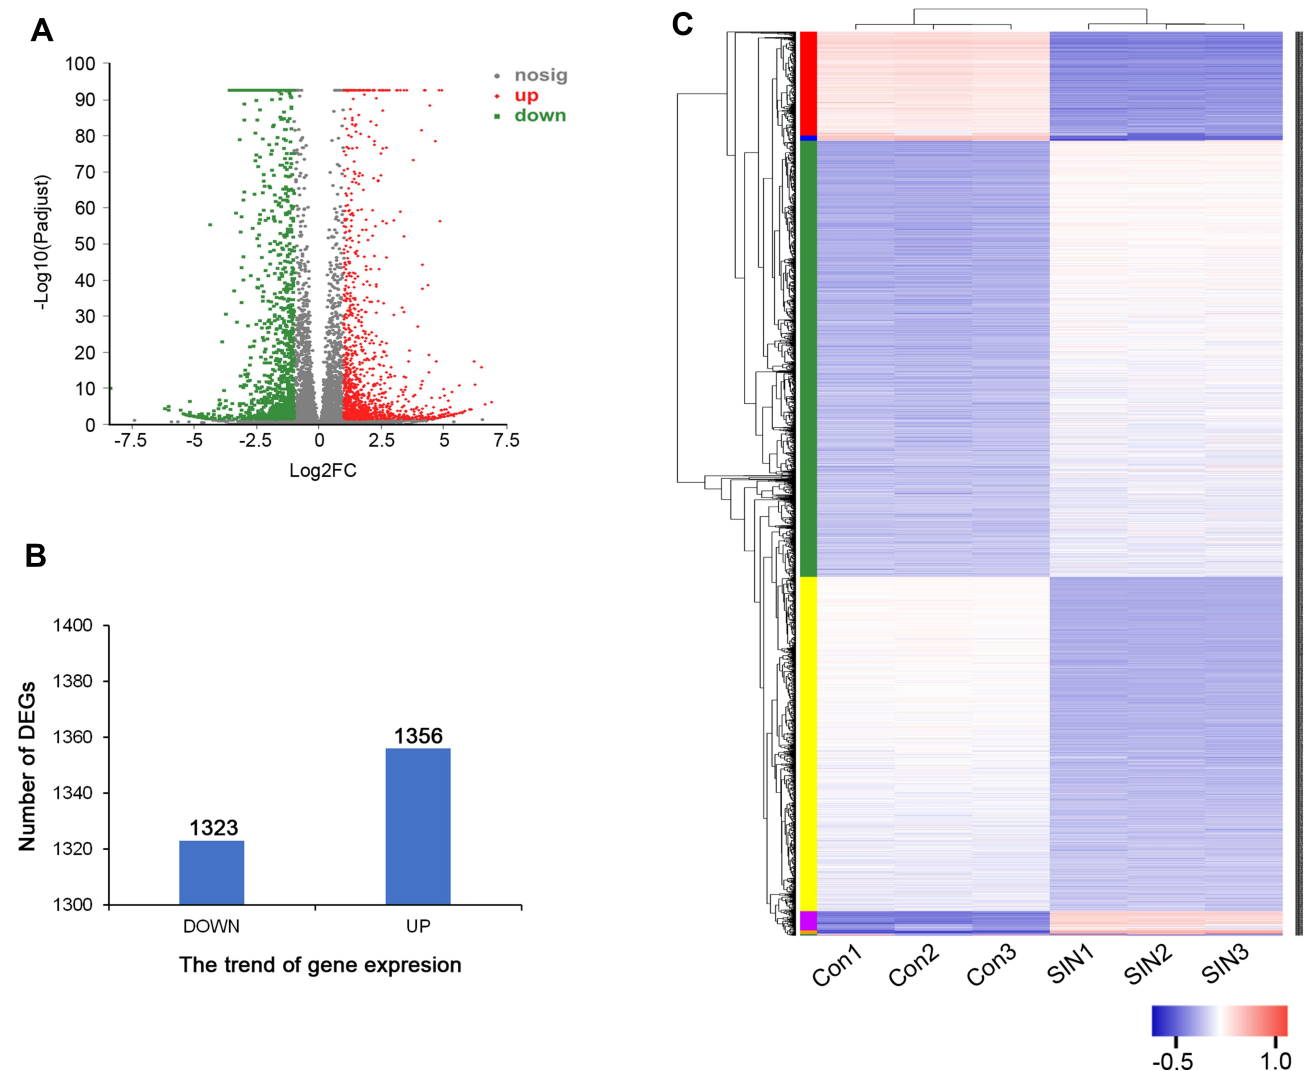 A
nosig
up
down
100
90
80
70
60
50
40
30
20
10
0
-Log10(Padjust)
-7.5 -5 -2.5 0 2.5 5 7.5
Log2FC
B
1400
1380
1360
1340
1320
1300
Number of DEGs
1323
1356
DOWN UP
The trend of gene expresion
C
Con1 Con2 Con3 SIN1 SIN2 SIN3
-0.5 1.0